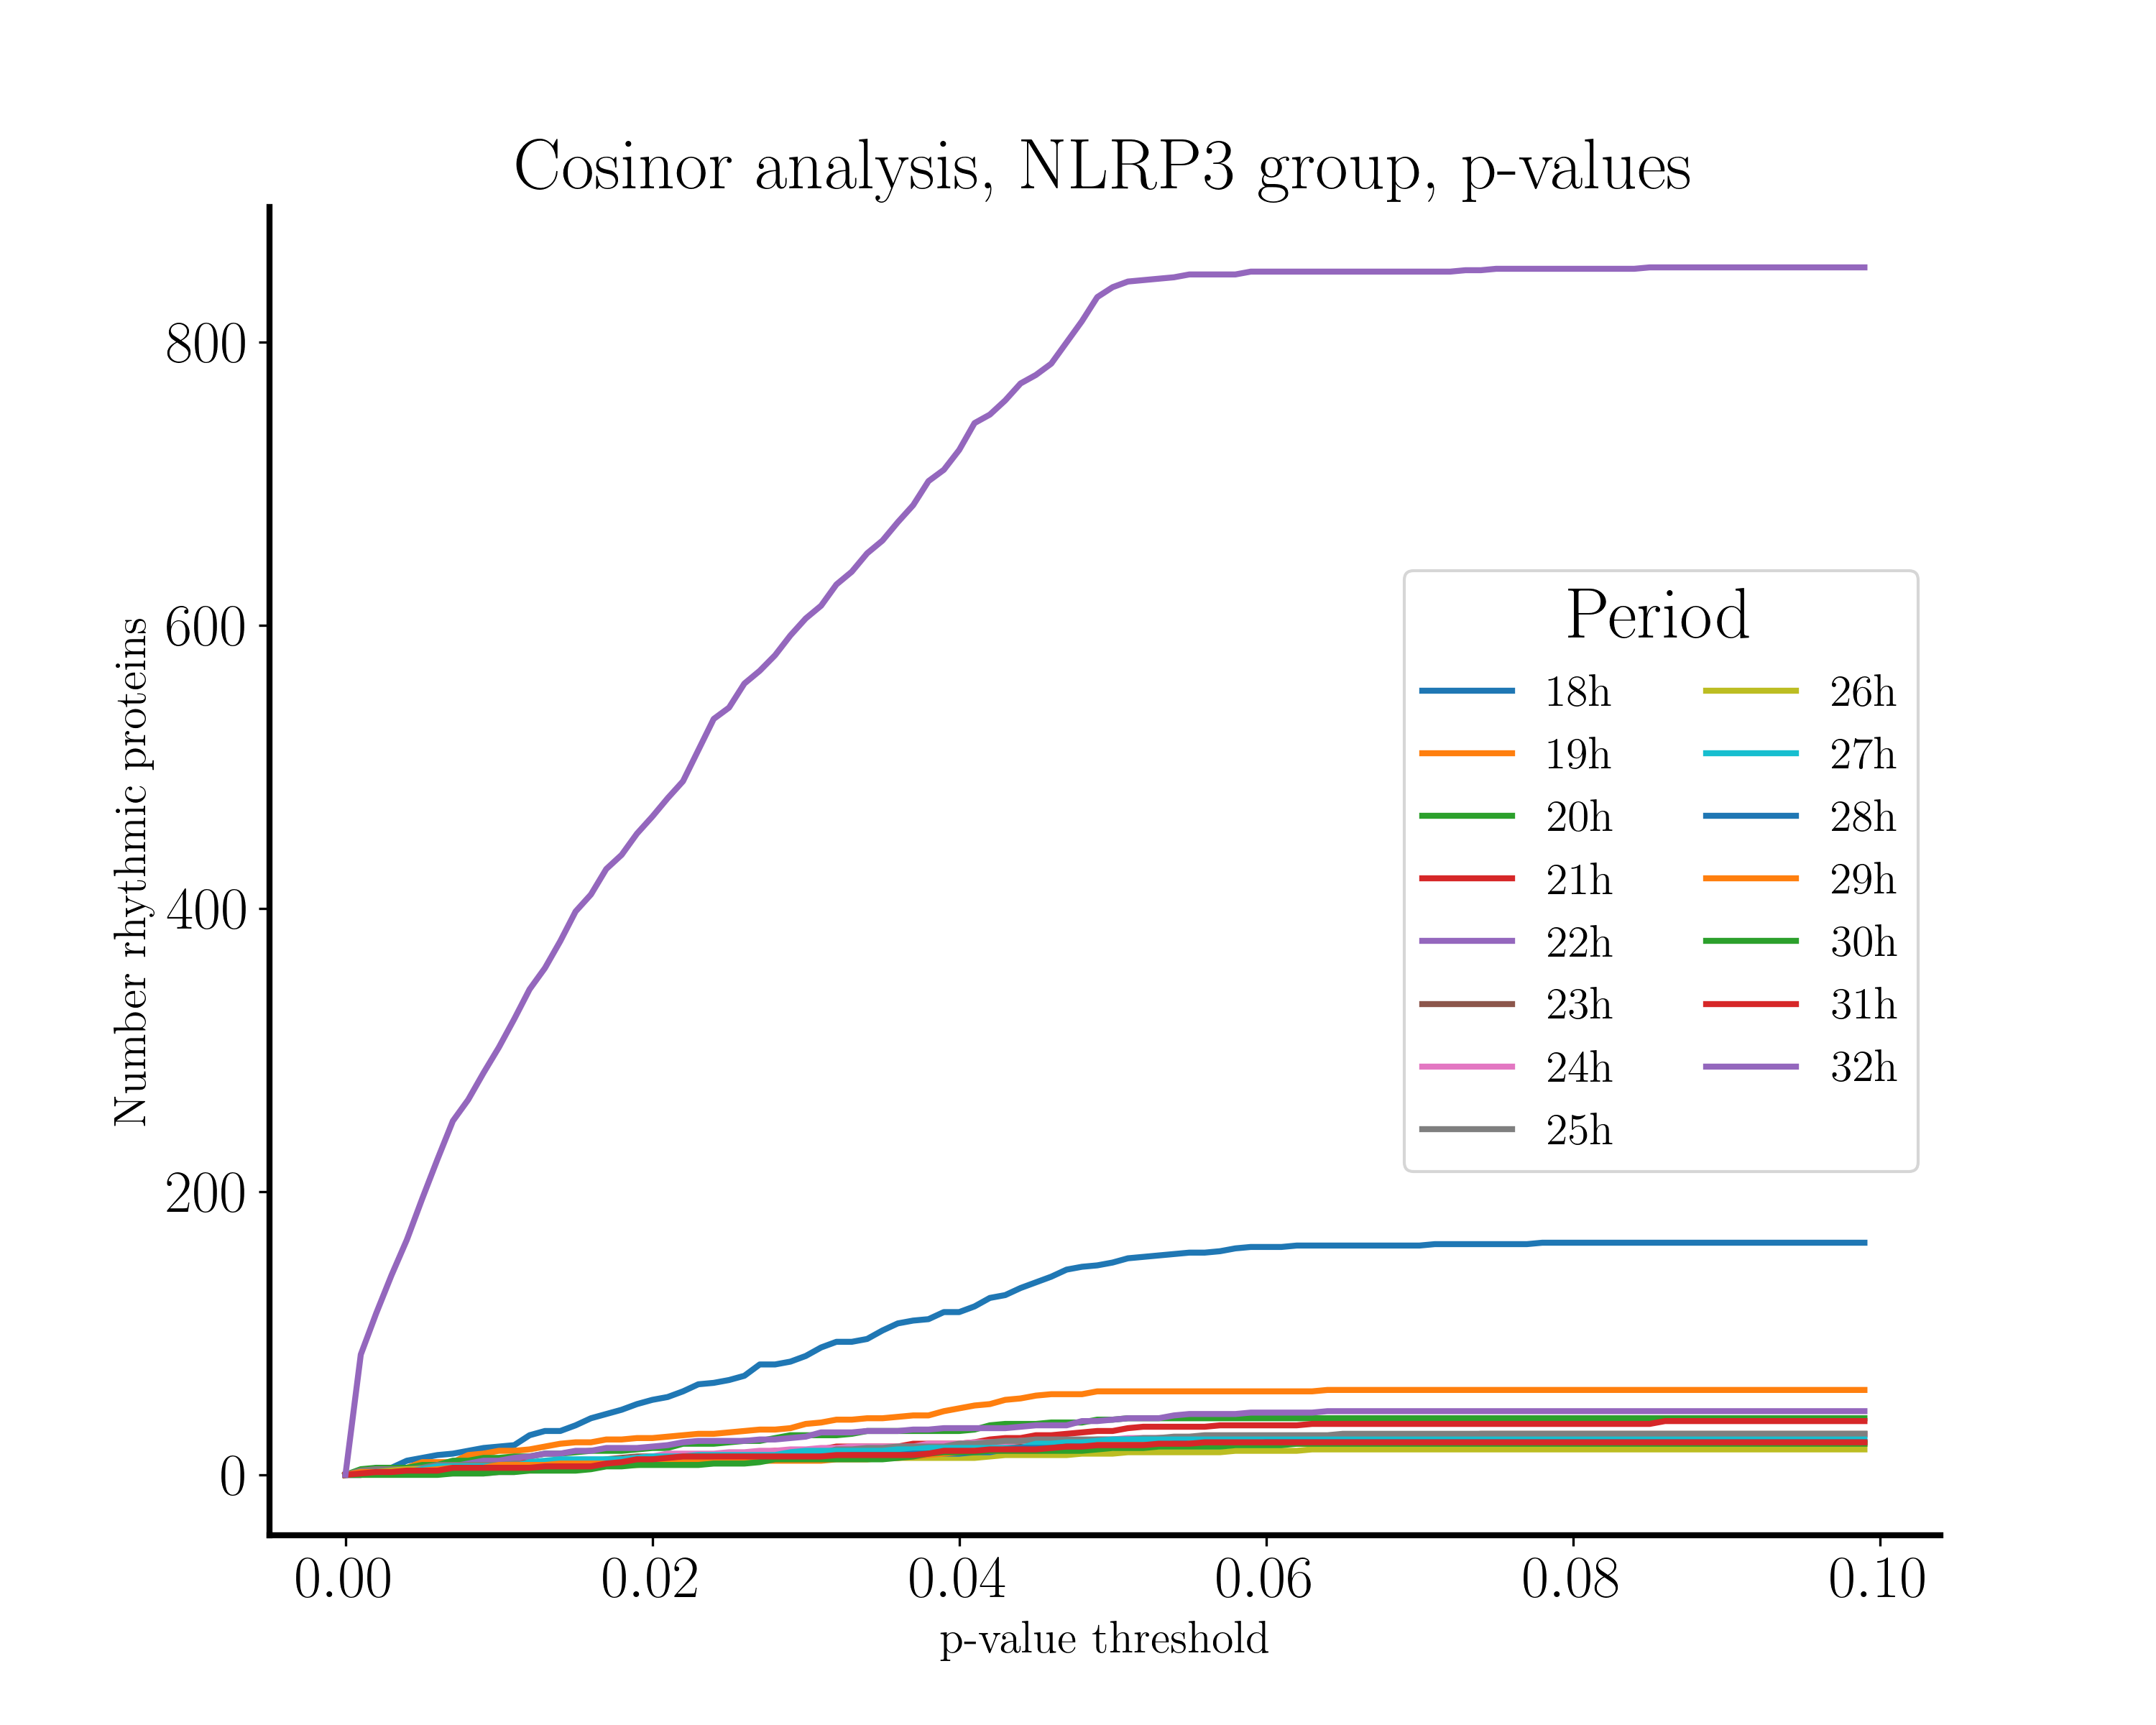 Cosinor analysis, NLRP3 group, p-values
Number rhythmic proteins
800
600
400
200
0
Period
18h 26h
19h 27h
20h 28h
21h 29h
22h 30h
23h 31h
24h 32h
25h
0.00 0.02 0.04 0.06 0.08 0.10
p-value threshold